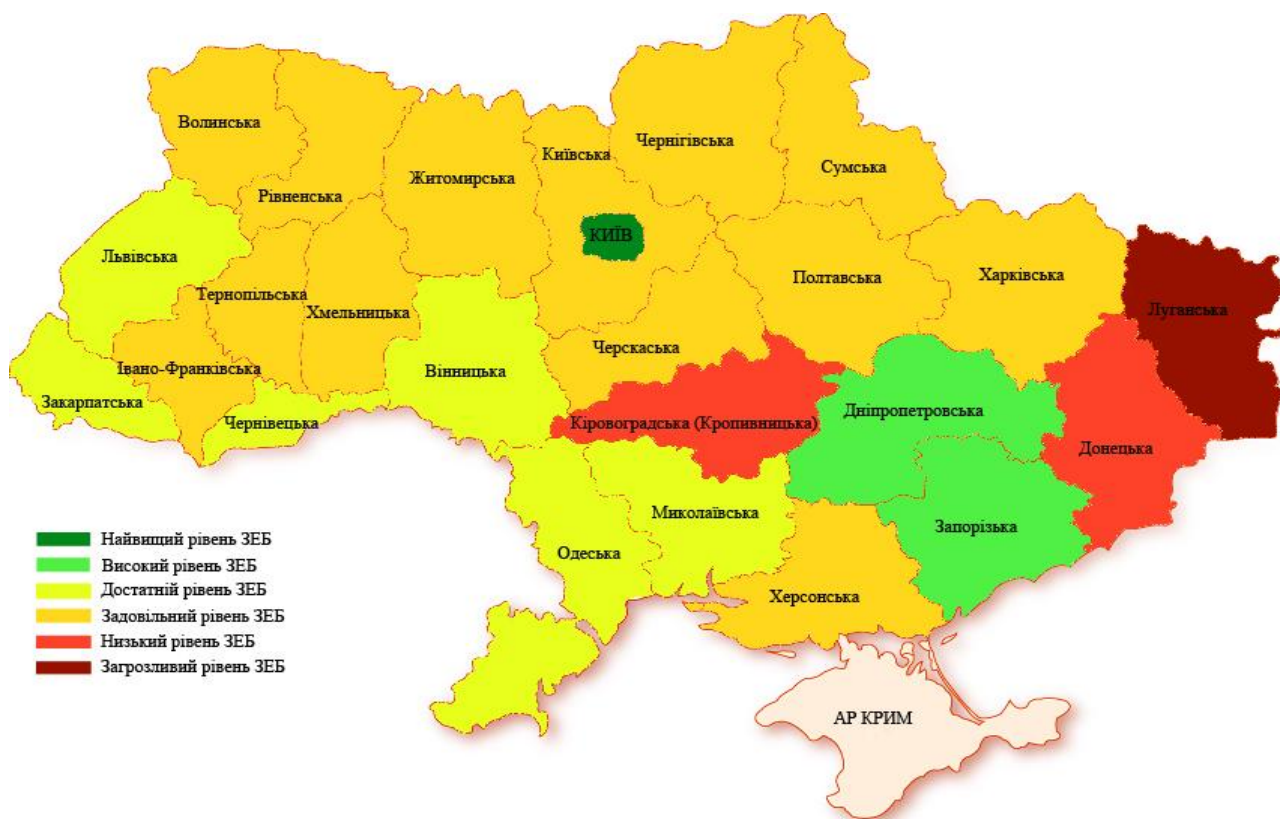 Волинська
Рівненська
Житомирська
Київська
Чернігівська
Сумська
КИЇВ
Львівська
Тернопільська
Хмельницька
Полтавська
Харківська
Луганська
Черскаська
Івано-Франківська
Вінницька
Закарпатська
Чернівецька
Кіровоградська (Кропивницька)
Дніпропетровська
Донецька
Миколаївська
Запорізька
Одеська
Херсонська
АР КРИМ
Найвищий рівень ЗЕБ
Високий рівень ЗЕБ
Достатній рівень ЗЕБ
Задовільний рівень ЗЕБ
Низький рівень ЗЕБ
Загрозливий рівень ЗЕБ